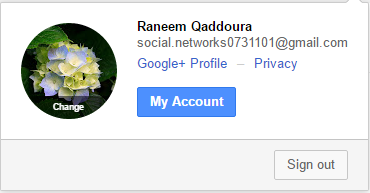 Raneem Qaddoura
social.networks0731101@gmail.com
Google+ Profile – Privacy
Change
My Account
Sign out